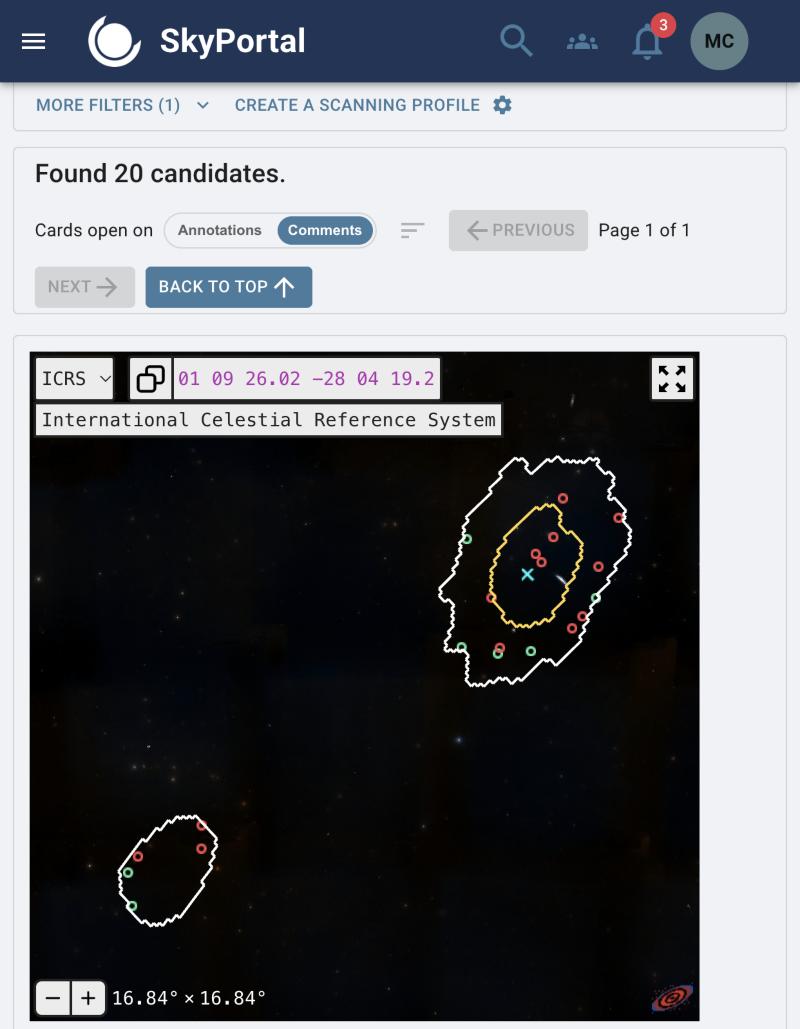 SkyPortal
3
MC
MORE FILTERS (1) CREATE A SCANNING PROFILE
Found 20 candidates.
Cards open on Annotations Comments PREVIOUS Page 1 of 1
NEXT BACK TO TOP
ICRS 01 09 26.02 −28 04 19.2
International Celestial Reference System
− + 16.84° × 16.84°